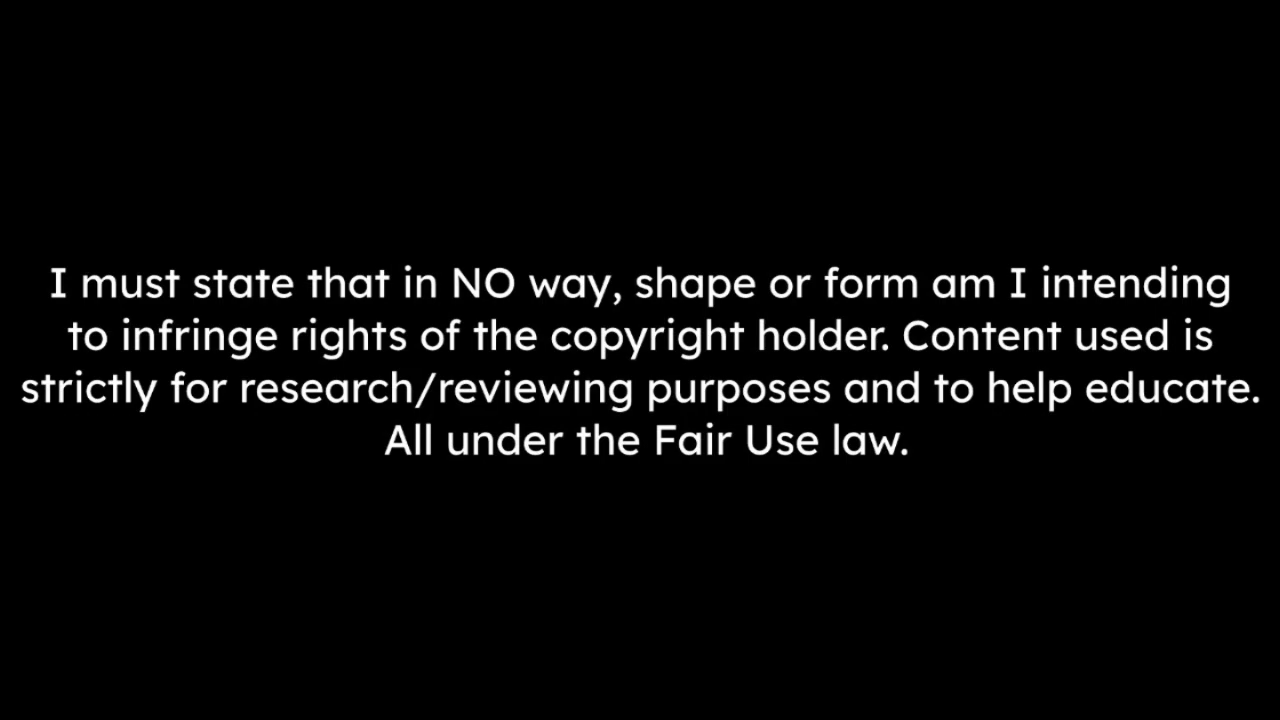 I must state that in NO way, shape or form am I intending
to infringe rights of the copyright holder. Content used is
strictly for research/reviewing purposes and to help educate.
All under the Fair Use law.